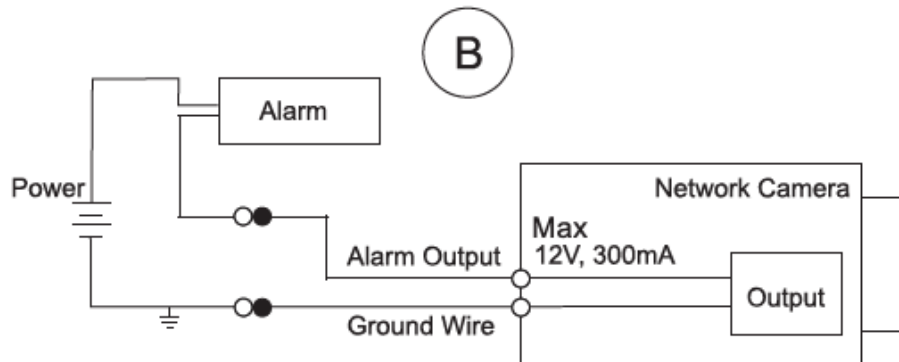 B
Alarm
Power
Network Camera
Max
12V, 300mA
Alarm Output
Output
Ground Wire